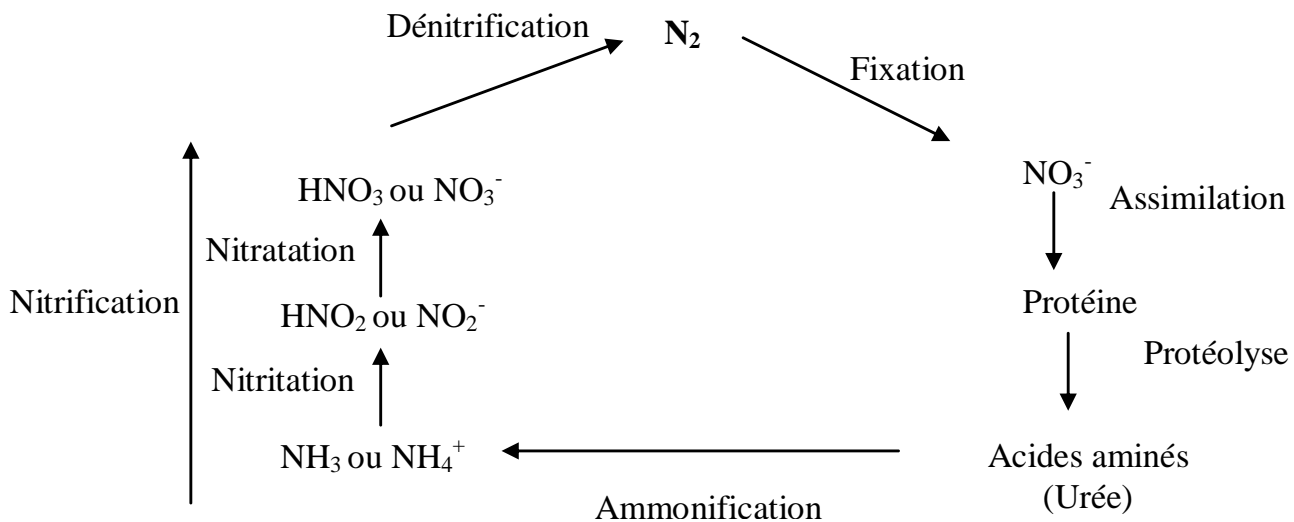 Dénitrification
N₂
Fixation
HNO₃ ou NO₃⁻
NO₃⁻
Assimilation
Nitratation
Nitrification
HNO₂ ou NO₂⁻
Protéine
Protéolyse
Nitritation
NH₃ ou NH₄⁺
Acides aminés
(Urée)
Ammonification